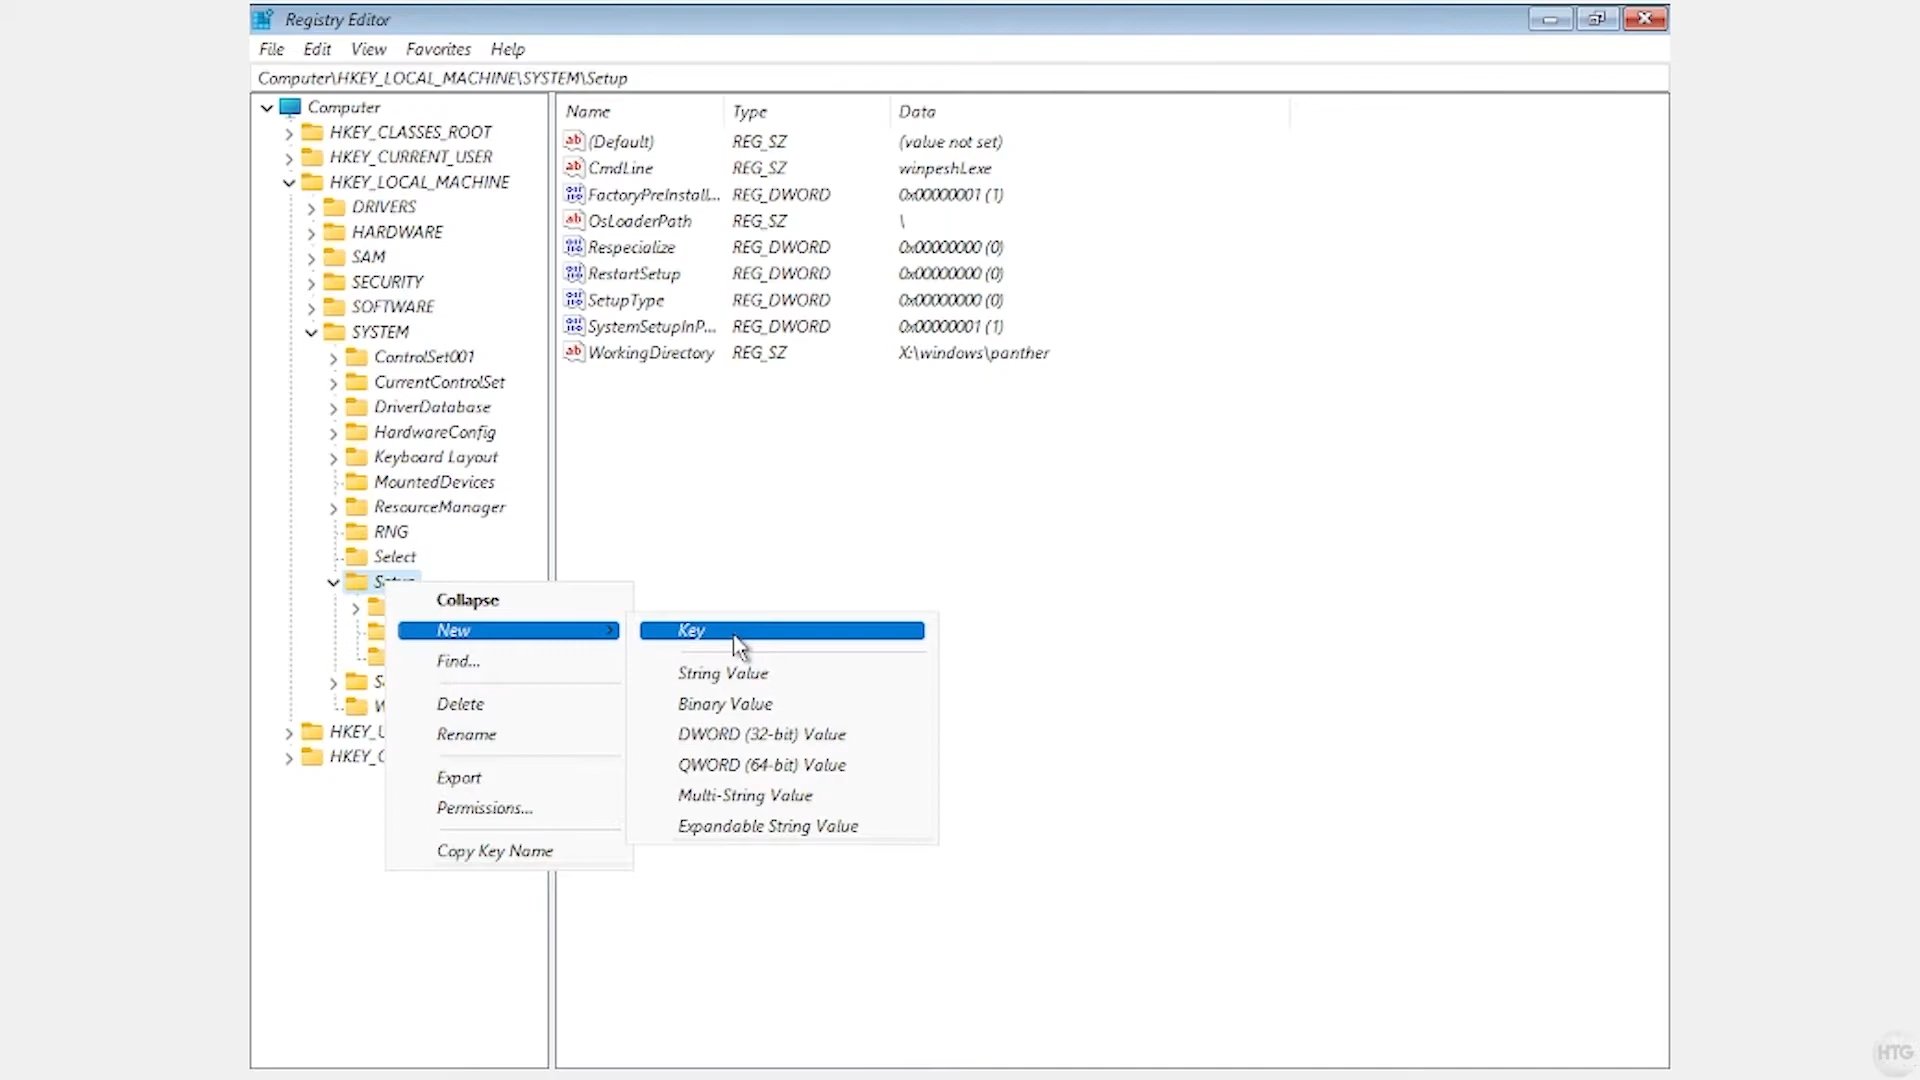 Registry Editor
File Edit View Favorites Help
Computer\HKEY_LOCAL_MACHINE\SYSTEM\Setup
Computer
HKEY_CLASSES_ROOT
HKEY_CURRENT_USER
HKEY_LOCAL_MACHINE
DRIVERS
HARDWARE
SAM
SECURITY
SOFTWARE
SYSTEM
ControlSet001
CurrentControlSet
DriverDatabase
HardwareConfig
Keyboard Layout
MountedDevices
ResourceManager
RNG
Select
Setup
HKEY_U
HKEY_C
Name Type Data
(Default) REG_SZ (value not set)
CmdLine REG_SZ winpeshl.exe
FactoryPreInstall... REG_DWORD 0x00000001 (1)
OsLoaderPath REG_SZ \
Respecialize REG_DWORD 0x00000000 (0)
RestartSetup REG_DWORD 0x00000000 (0)
SetupType REG_DWORD 0x00000000 (0)
SystemSetupInP... REG_DWORD 0x00000001 (1)
WorkingDirectory REG_SZ X:\windows\panther
Collapse
New
Find...
Delete
Rename
Export
Permissions...
Copy Key Name
Key
String Value
Binary Value
DWORD (32-bit) Value
QWORD (64-bit) Value
Multi-String Value
Expandable String Value
HTG